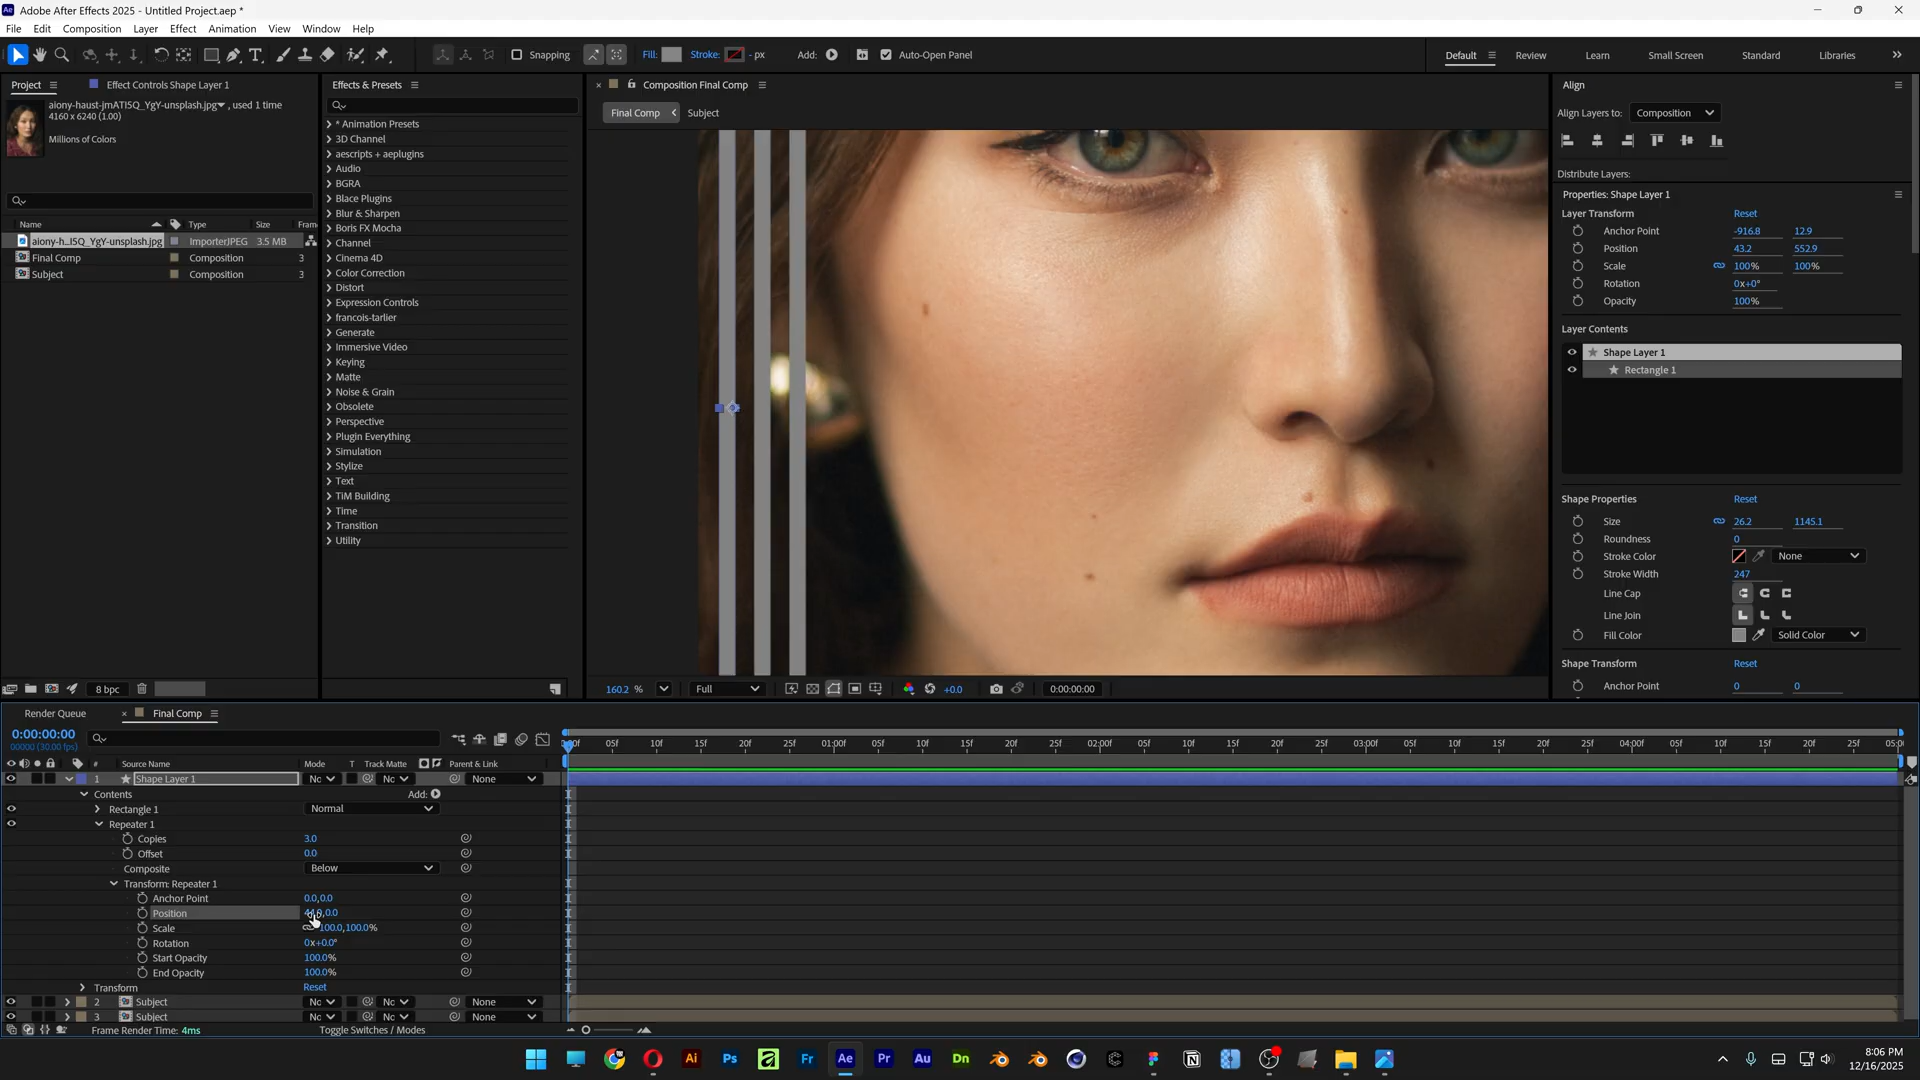 Adobe After Effects 2025 - Untitled Project.aep *
File Edit Composition Layer Effect Animation View Window Help
Snapping Fill: Stroke: - px Add: Auto-Open Panel Default Review Learn Small Screen Standard Libraries
Project Effect Controls Shape Layer 1
aiony-haust-jmATI5Q_YgY-unsplash.jpg , used 1 time
4160 x 6240 (1.00)
Millions of Colors
Name Type Size Fram
aiony-h...I5Q_YgY-unsplash.jpg ImporterJPEG 3.5 MB
Final Comp Composition 3
Subject Composition 3
8 bpc
Effects & Presets
* Animation Presets
3D Channel
aescripts + aeplugins
Audio
BGRA
Blace Plugins
Blur & Sharpen
Boris FX Mocha
Channel
Cinema 4D
Color Correction
Distort
Expression Controls
francois-tarlier
Generate
Immersive Video
Keying
Matte
Noise & Grain
Obsolete
Perspective
Plugin Everything
Simulation
Stylize
Text
TiM Building
Time
Transition
Utility
Composition Final Comp
Final Comp Subject
160.2 % Full +0.0 0:00:00:00
Align
Align Layers to: Composition
Distribute Layers:
Properties: Shape Layer 1
Layer Transform Reset
Anchor Point -916.8 12.9
Position 43.2 552.9
Scale 100% 100%
Rotation 0x+0°
Opacity 100%
Layer Contents
Shape Layer 1
Rectangle 1
Shape Properties Reset
Size 26.2 1145.1
Roundness 0
Stroke Color None
Stroke Width 247
Line Cap
Line Join
Fill Color Solid Color
Shape Transform Reset
Anchor Point 0 0
Render Queue Final Comp
0:00:00:00
00000 (30.00 fps)
05f 10f 15f 20f 25f 01:00f 05f 10f 15f 20f 25f 02:00f 05f 10f 15f 20f 25f 03:00f 05f 10f 15f 20f 25f 04:00f 05f 10f 15f 20f 25f 05:0
# Source Name Mode T Track Matte Parent & Link
1 Shape Layer 1 Nc Nc None
Contents Add:
Rectangle 1 Normal
Repeater 1
Copies 3.0
Offset 0.0
Composite Below
Transform: Repeater 1
Anchor Point 0.0,0.0
Position
Scale 100.0,100.0%
Rotation 0x+0.0°
Start Opacity 100.0%
End Opacity 100.0%
Transform Reset
2 Subject Nc Nc None
3 Subject Nc Nc None
Frame Render Time: 4ms Toggle Switches / Modes
Ai Ps Fr Ae Pr Au Dn
8:06 PM
12/16/2025